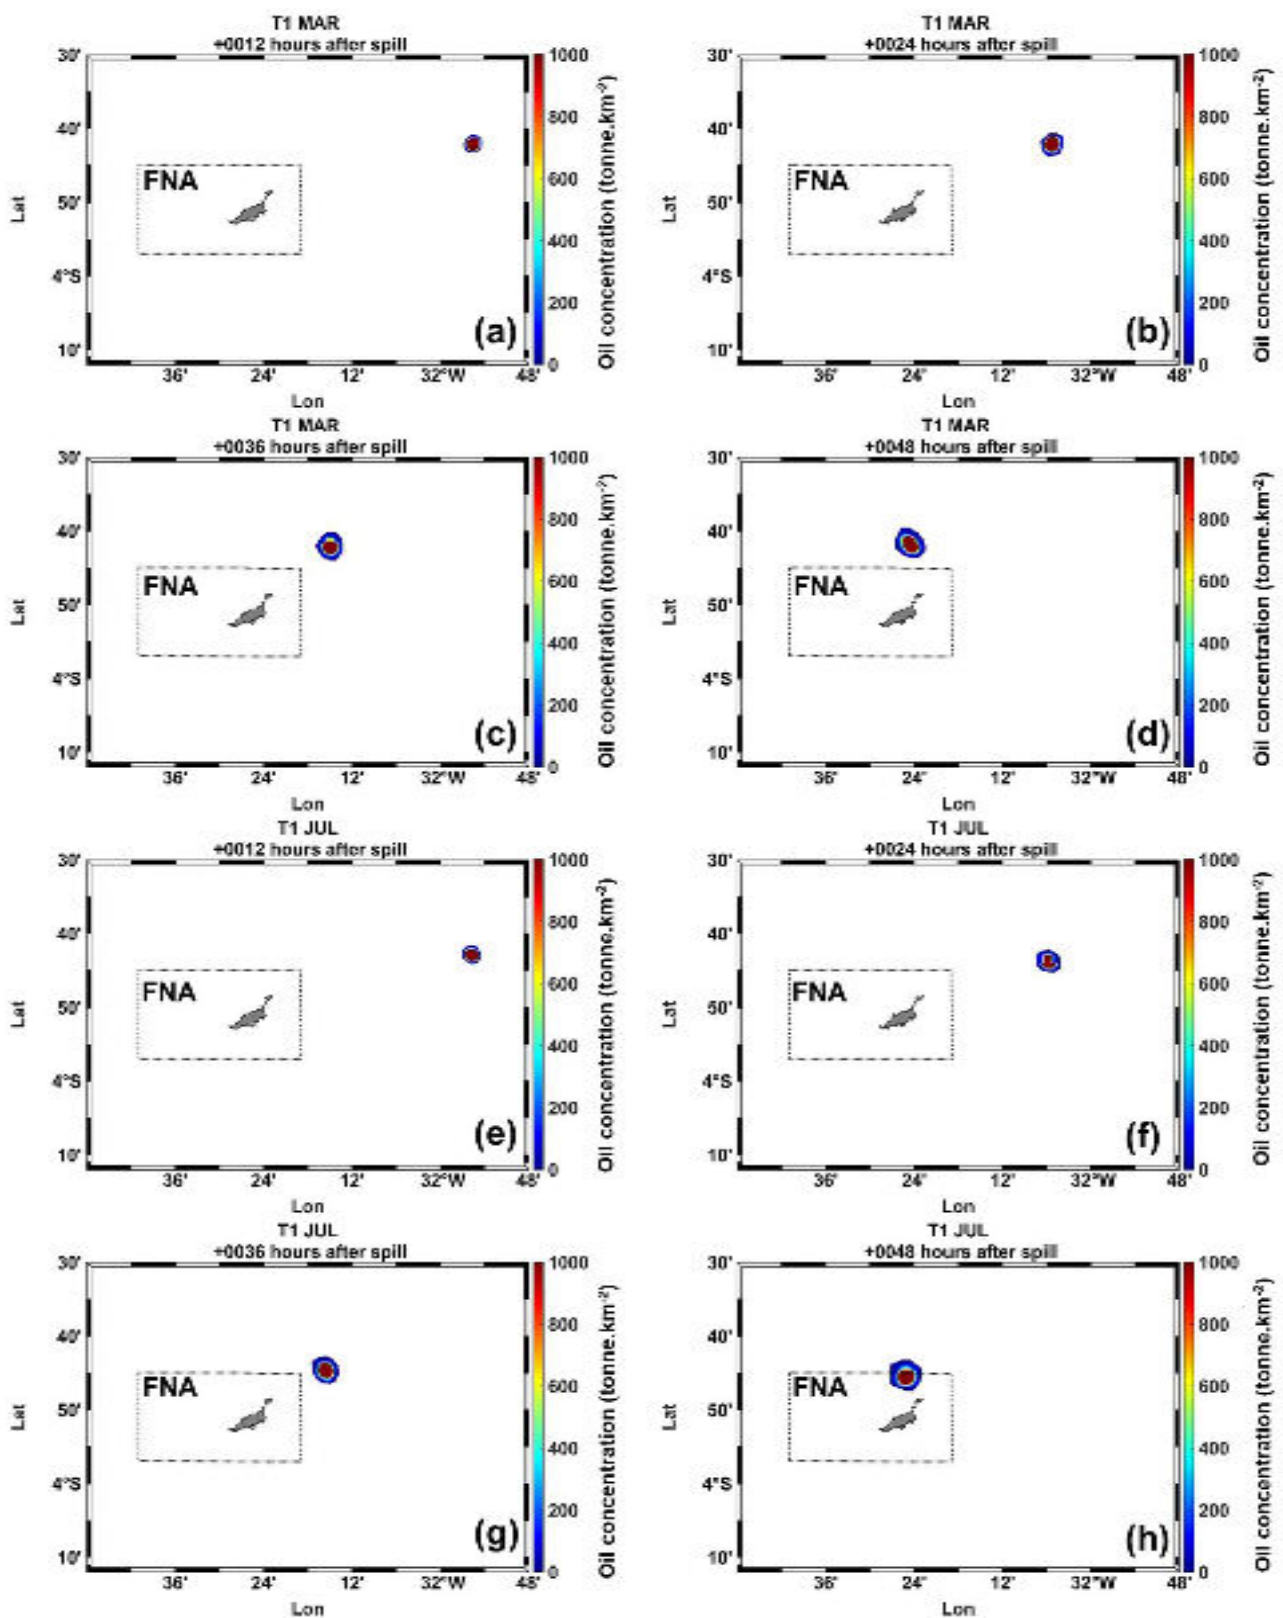 T1 MAR
+0012 hours after spill
30'
40'
50'
4°S
10'
Lat
FNA
(a)
36'
24'
12'
32°W
48'
Lon
1000
800
600
400
200
0
Oil concentration (tonne.km-2)
T1 MAR
+0024 hours after spill
30'
40'
50'
4°S
10'
Lat
FNA
(b)
36'
24'
12'
32°W
48'
Lon
1000
800
600
400
200
0
Oil concentration (tonne.km-2)
T1 MAR
+0036 hours after spill
30'
40'
50'
4°S
10'
Lat
FNA
(c)
36'
24'
12'
32°W
48'
Lon
1000
800
600
400
200
0
Oil concentration (tonne.km-2)
T1 MAR
+0048 hours after spill
30'
40'
50'
4°S
10'
Lat
FNA
(d)
36'
24'
12'
32°W
48'
Lon
1000
800
600
400
200
0
Oil concentration (tonne.km-2)
T1 JUL
+0012 hours after spill
30'
40'
50'
4°S
10'
Lat
FNA
(e)
36'
24'
12'
32°W
48'
Lon
1000
800
600
400
200
0
Oil concentration (tonne.km-2)
T1 JUL
+0024 hours after spill
30'
40'
50'
4°S
10'
Lat
FNA
(f)
36'
24'
12'
32°W
48'
Lon
1000
800
600
400
200
0
Oil concentration (tonne.km-2)
T1 JUL
+0036 hours after spill
30'
40'
50'
4°S
10'
Lat
FNA
(g)
36'
24'
12'
32°W
48'
Lon
1000
800
600
400
200
0
Oil concentration (tonne.km-2)
T1 JUL
+0048 hours after spill
30'
40'
50'
4°S
10'
Lat
FNA
(h)
36'
24'
12'
32°W
48'
Lon
1000
800
600
400
200
0
Oil concentration (tonne.km-2)